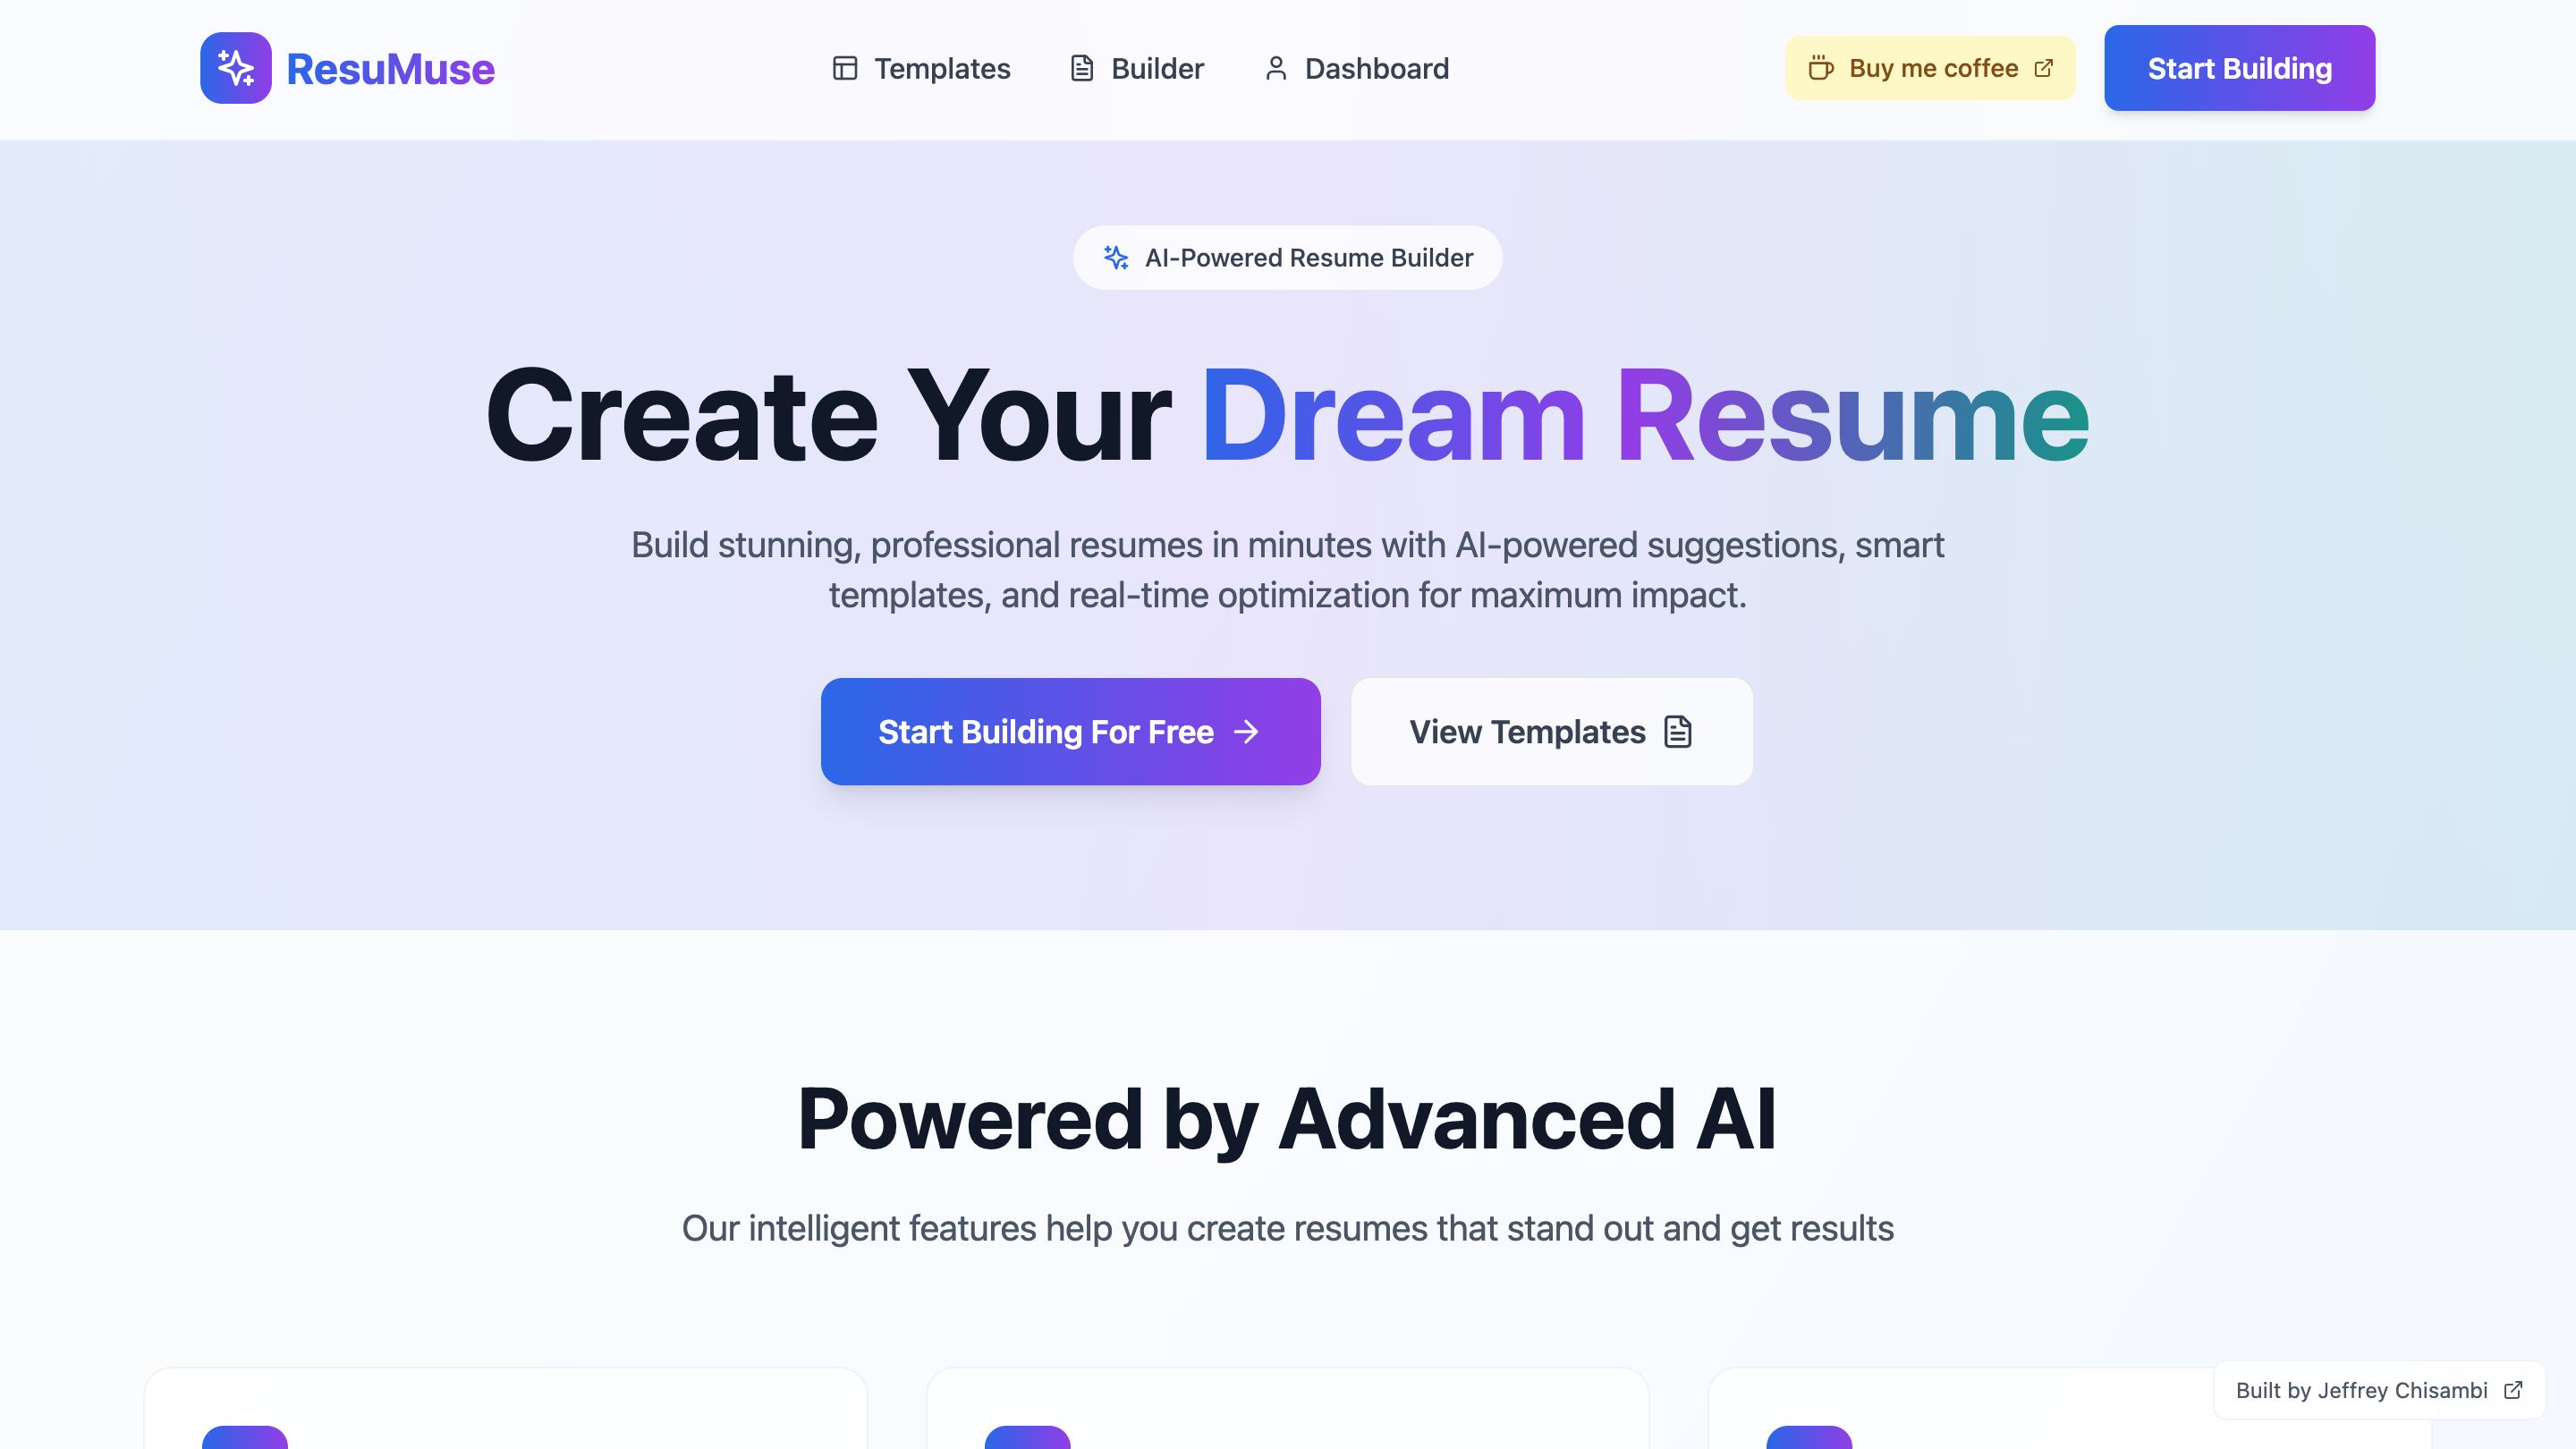 ResuMuse
Templates
Builder
Dashboard
Buy me coffee
Start Building
AI-Powered Resume Builder
Create Your Dream Resume
Build stunning, professional resumes in minutes with AI-powered suggestions, smart
templates, and real-time optimization for maximum impact.
Start Building For Free
View Templates
Powered by Advanced AI
Our intelligent features help you create resumes that stand out and get results
Built by Jeffrey Chisambi